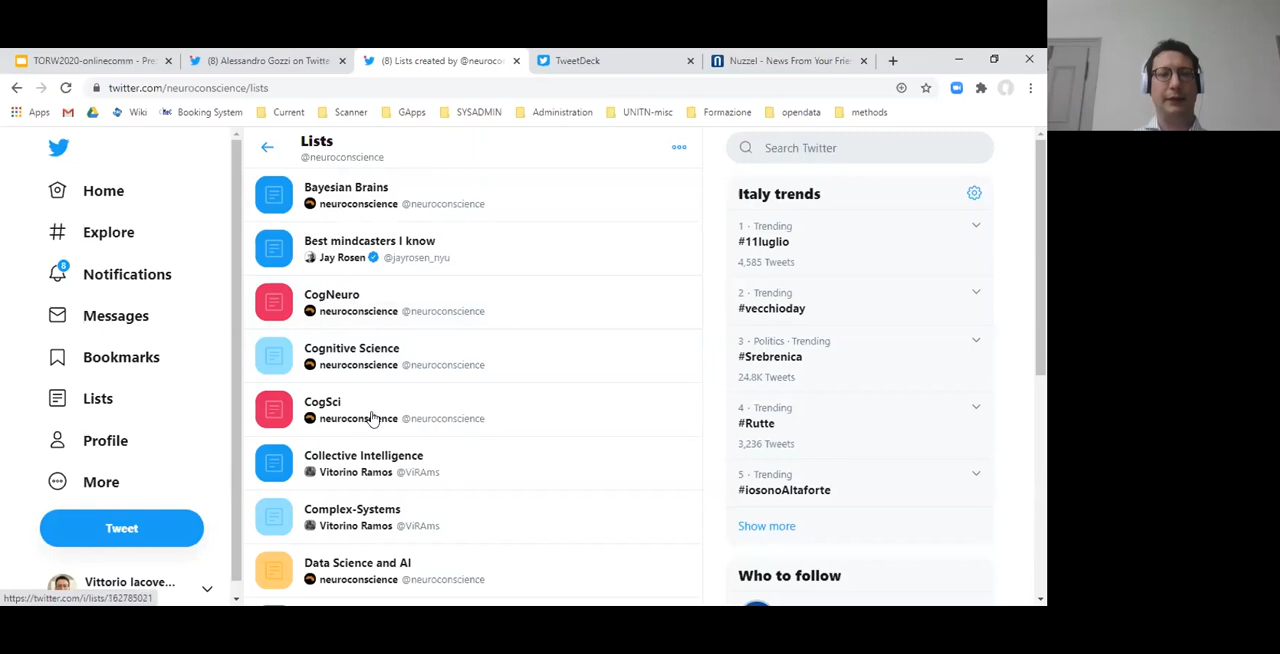 TORW2020-onlinecomm - Pre
(8) Alessandro Gozzi on Twitte
(8) Lists created by @neuroco
TweetDeck
Nuzzel - News From Your Frie
twitter.com/neuroconscience/lists
Apps
Wiki
Booking System
Current
Scanner
GApps
SYSADMIN
Administration
UNITN-misc
Formazione
opendata
methods
Home
Explore
8
Notifications
Messages
Bookmarks
Lists
Profile
More
Tweet
Vittorio Iacove...
https://twitter.com/i/lists/162785021
Lists
@neuroconscience
Bayesian Brains
neuroconscience @neuroconscience
Best mindcasters I know
Jay Rosen @jayrosen_nyu
CogNeuro
neuroconscience @neuroconscience
Cognitive Science
neuroconscience @neuroconscience
CogSci
neuroconscience @neuroconscience
Collective Intelligence
Vitorino Ramos @ViRAms
Complex-Systems
Vitorino Ramos @ViRAms
Data Science and AI
neuroconscience @neuroconscience
Search Twitter
Italy trends
1 · Trending
#11luglio
4,585 Tweets
2 · Trending
#vecchioday
3 · Politics · Trending
#Srebrenica
24.8K Tweets
4 · Trending
#Rutte
3,236 Tweets
5 · Trending
#iosonoAltaforte
Show more
Who to follow